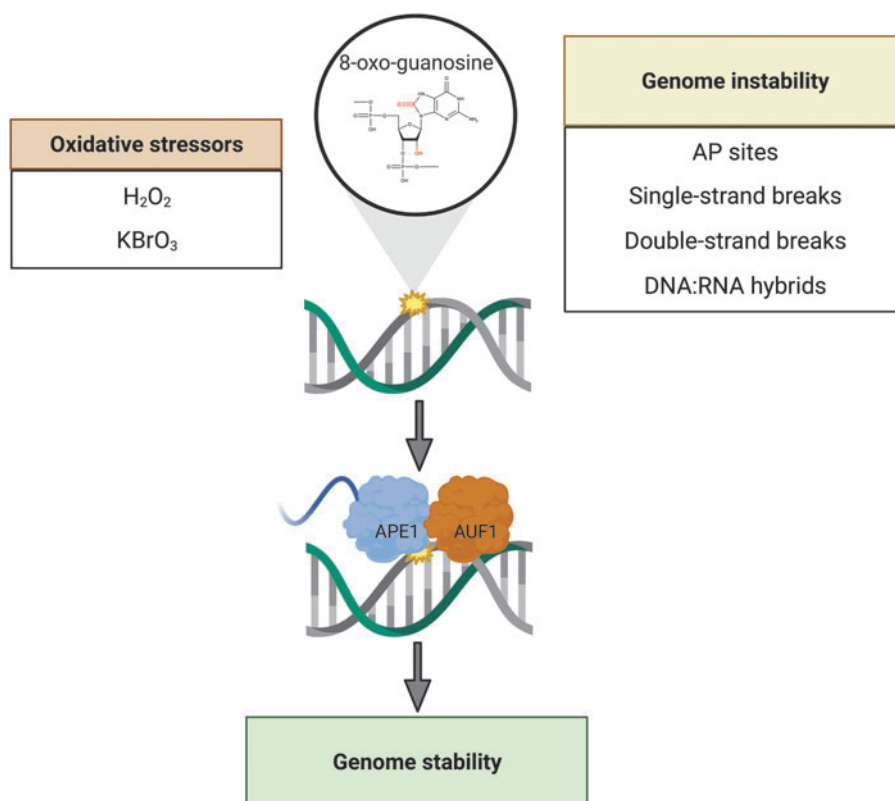 8-oxo-guanosine
Oxidative stressors
H₂O₂
KBrO₃
Genome instability
AP sites
Single-strand breaks
Double-strand breaks
DNA:RNA hybrids
APE1
AUF1
Genome stability